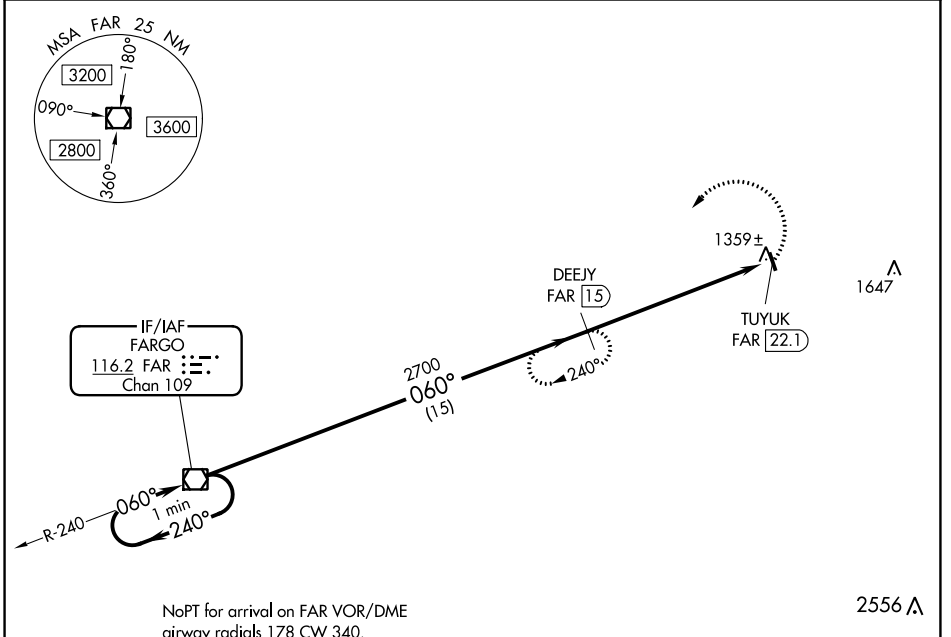 MSA FAR 25 NM
180°
3200
090°
3600
2800
360°
1359±
DEEJY
FAR 15
1647
TUYUK
FAR 22.1
IF/IAF
FARGO
116.2 FAR
Chan 109
2700
060°
(15)
240°
060°
1 min
R-240
240°
2556
NoPT for arrival on FAR VOR/DME
airway radials 178 CW 340.